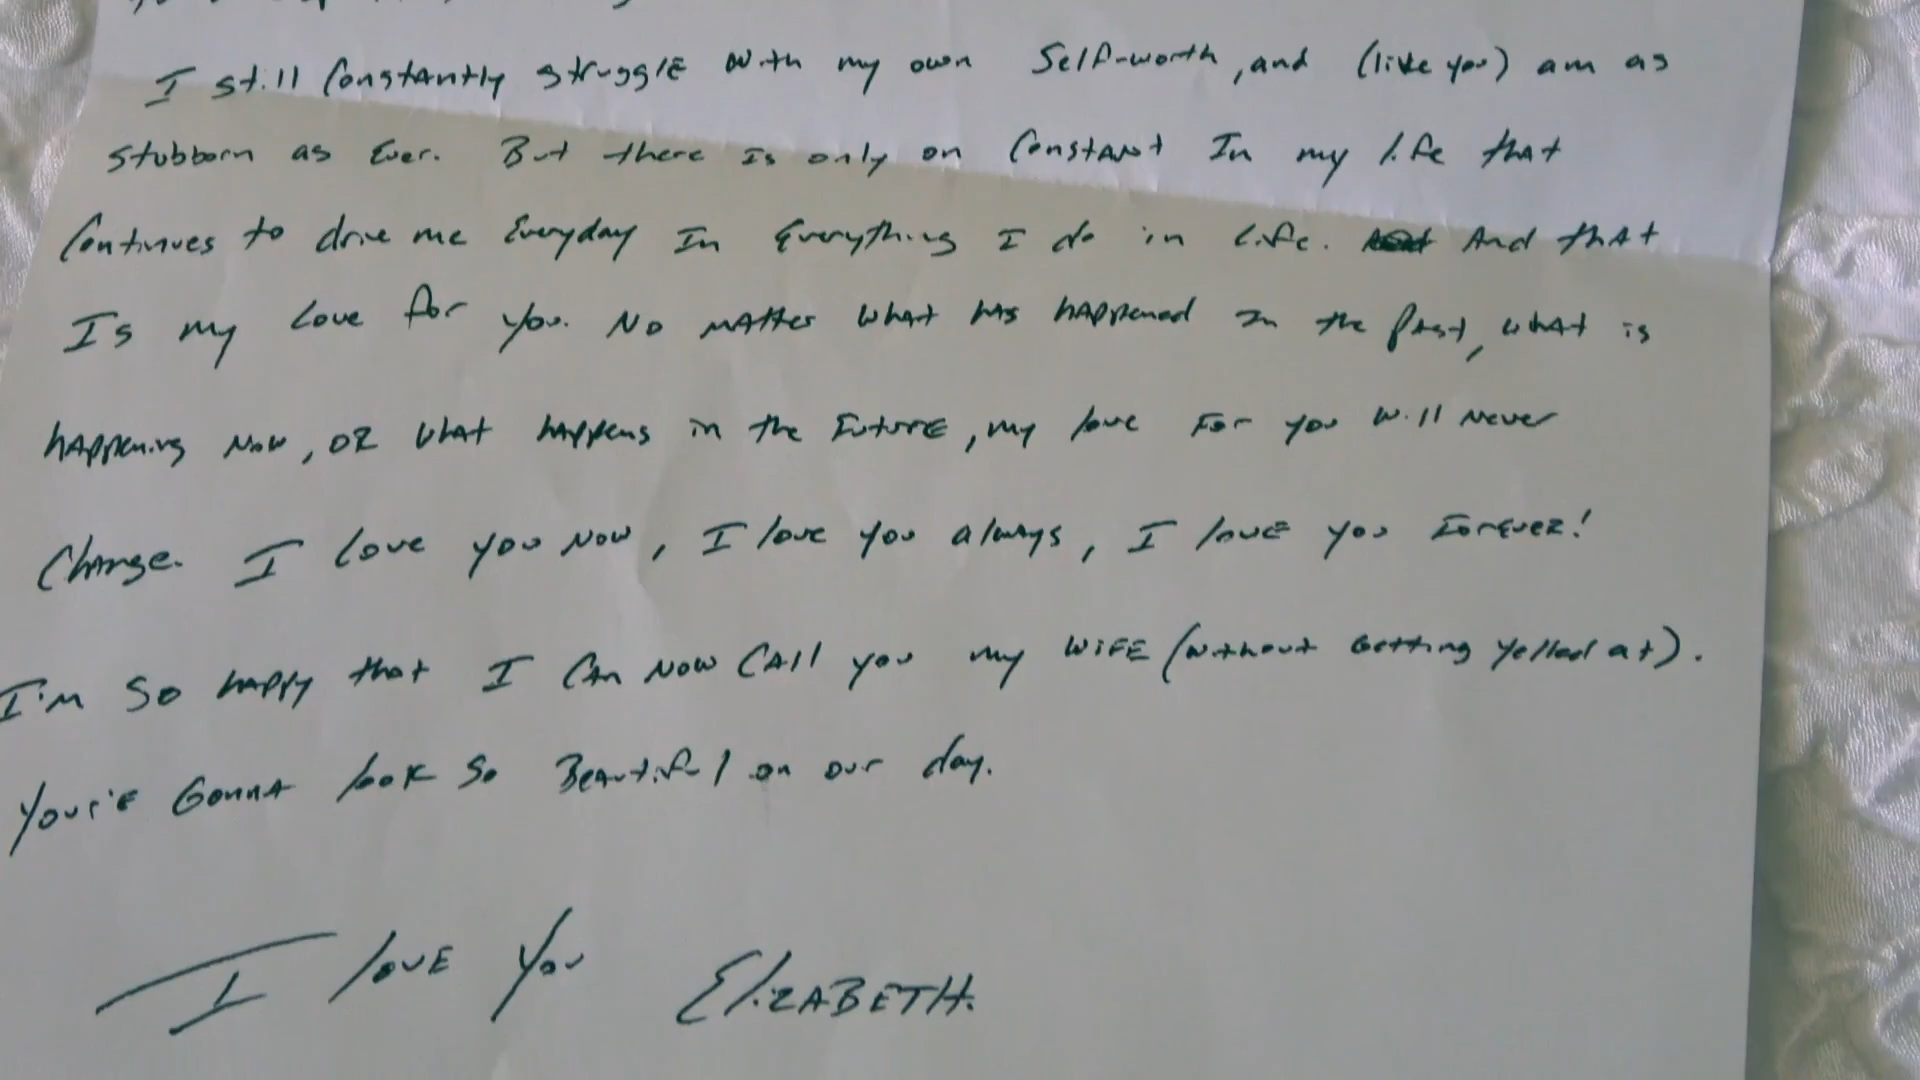 I still Constantly struggle with my own Self-worth, and (like you) am as
stubborn as Ever. But there Is only on Constant In my life that
Continues to drive me Everyday In Everything I do in life. And that
Is my Love for you. No matter what has happened In the past, what is
happening Now, or what happens in the Future, my love For you will Never
Change. I love you Now, I love you always, I love you Forever!
I'm So happy that I Can Now Call you my WIFE (without Getting Yelled at).
Your'e Gonna look So Beautiful on our day.
I love you Elizabeth.